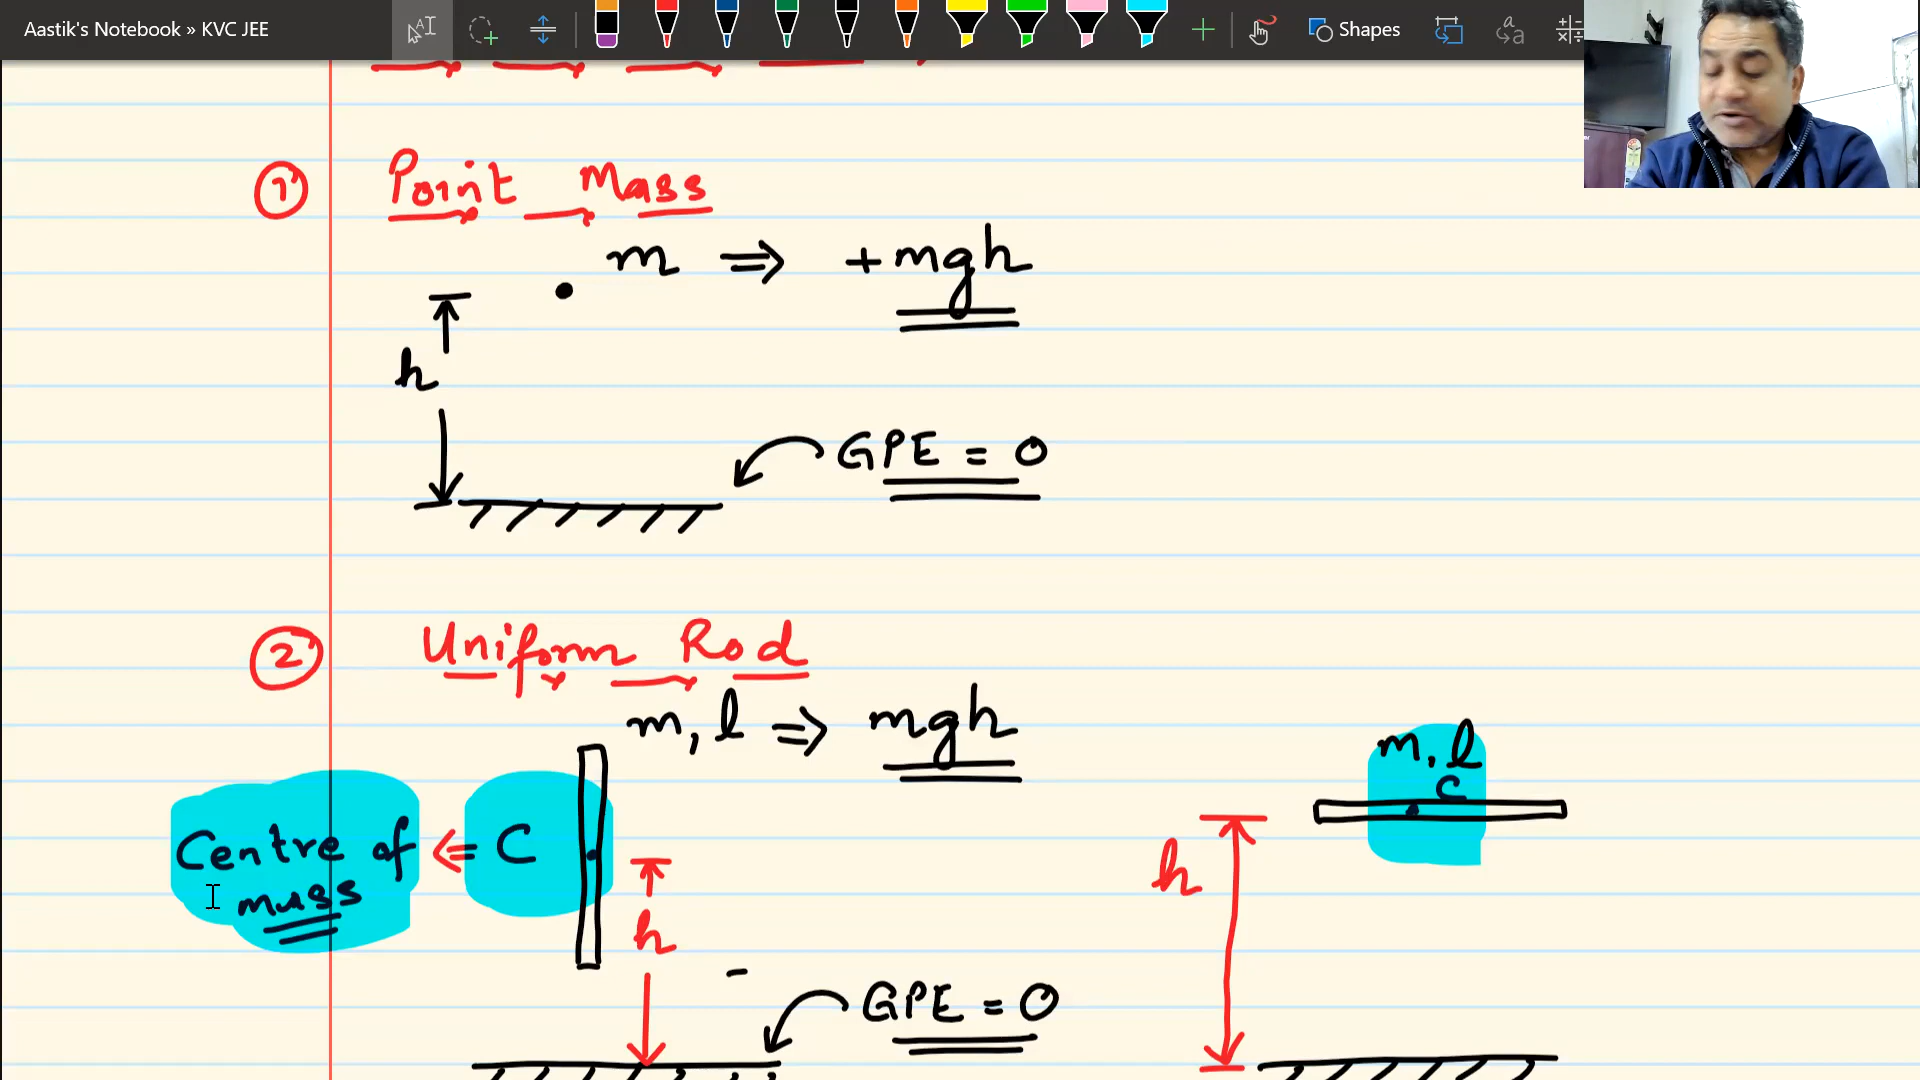 Aastik's Notebook » KVC JEE
Shapes
1 Point Mass
m ⇒ +mgh
h
GPE = 0
2 Uniform Rod
m, l ⇒ mgh
m, l
C
Centre of ⇐ C
mass
h
h
GPE = 0